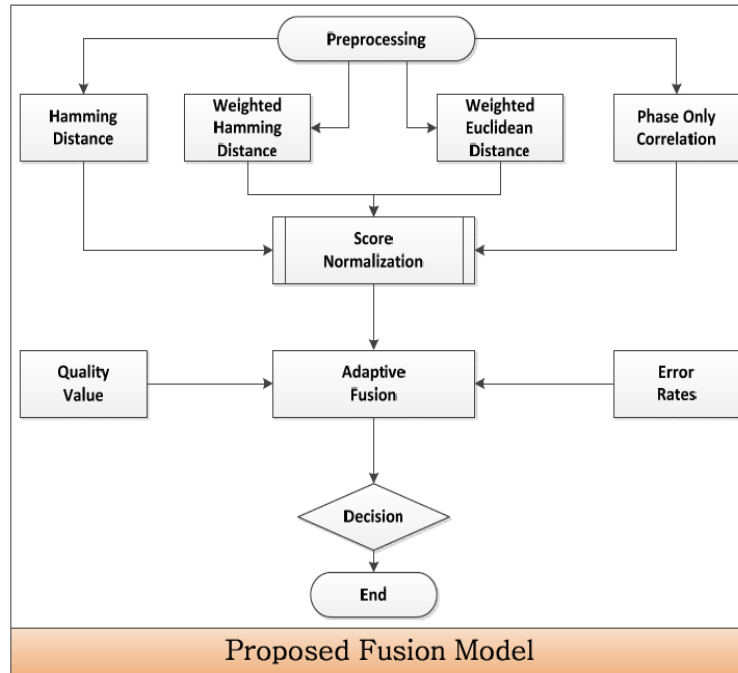 Preprocessing
Hamming
Distance
Weighted
Hamming
Distance
Weighted
Euclidean
Distance
Phase Only
Correlation
Score
Normalization
Quality
Value
Adaptive
Fusion
Error
Rates
Decision
End
Proposed Fusion Model